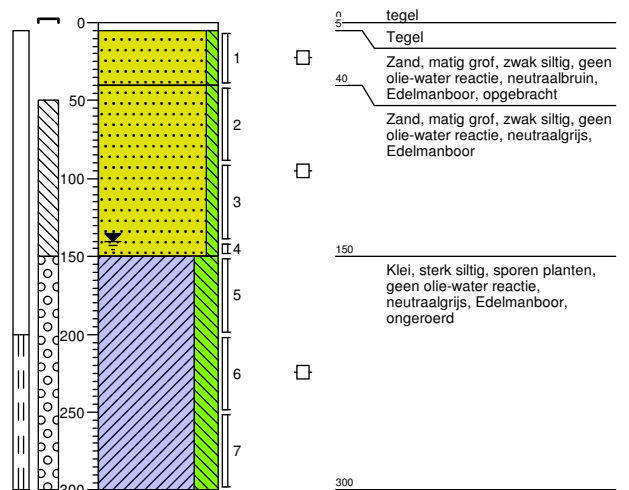 0
50
100
150
200
250
300
1
2
3
4
5
6
7
0
tegel
5
Tegel
Zand, matig grof, zwak siltig, geen
olie-water reactie, neutraalbruin,
Edelmanboor, opgebracht
40
Zand, matig grof, zwak siltig, geen
olie-water reactie, neutraalgrijs,
Edelmanboor
150
Klei, sterk siltig, sporen planten,
geen olie-water reactie,
neutraalgrijs, Edelmanboor,
ongeroerd
300